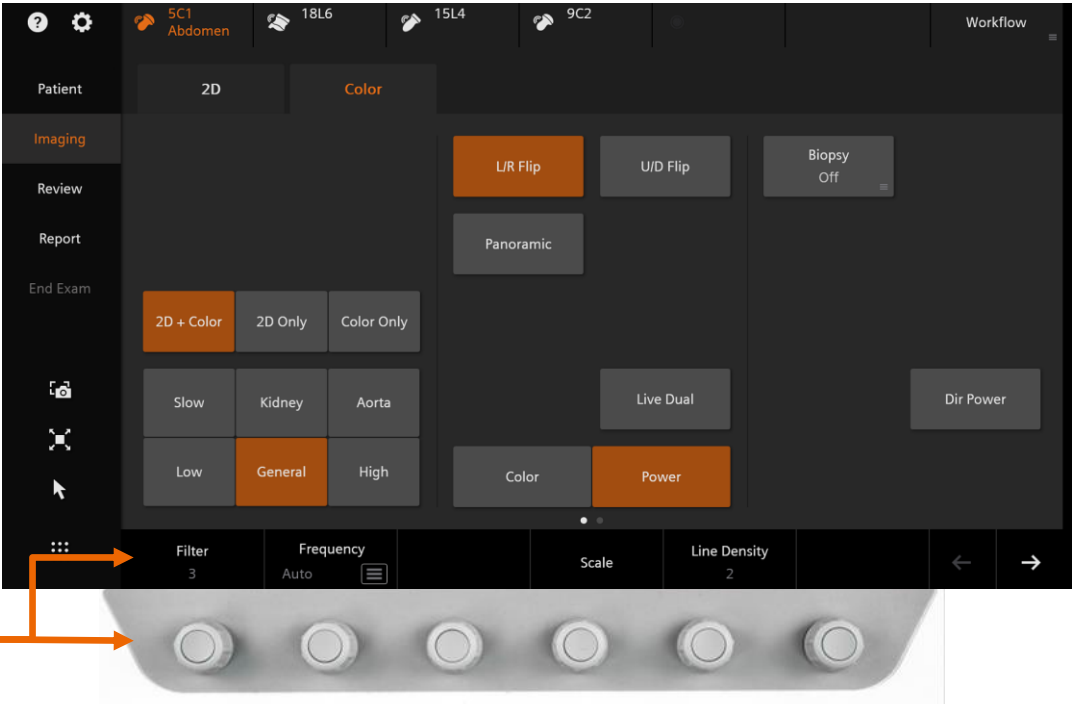 ?
5C1
Abdomen
18L6
15L4
9C2
Workflow
Patient
2D
Color
Imaging
L/R Flip
U/D Flip
Biopsy
Off
Review
Report
Panoramic
End Exam
2D + Color
2D Only
Color Only
Slow
Kidney
Aorta
Live Dual
Dir Power
Low
General
High
Color
Power
Filter
3
Frequency
Auto
Scale
Line Density
2